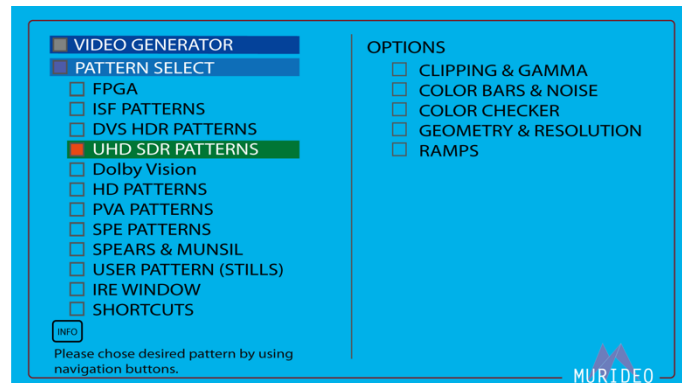 VIDEO GENERATOR
PATTERN SELECT
FPGA
ISF PATTERNS
DVS HDR PATTERNS
UHD SDR PATTERNS
Dolby Vision
HD PATTERNS
PVA PATTERNS
SPE PATTERNS
SPEARS & MUNSIL
USER PATTERN (STILLS)
IRE WINDOW
SHORTCUTS
INFO
Please chose desired pattern by using
navigation buttons.
OPTIONS
CLIPPING & GAMMA
COLOR BARS & NOISE
COLOR CHECKER
GEOMETRY & RESOLUTION
RAMPS
MURIDEO